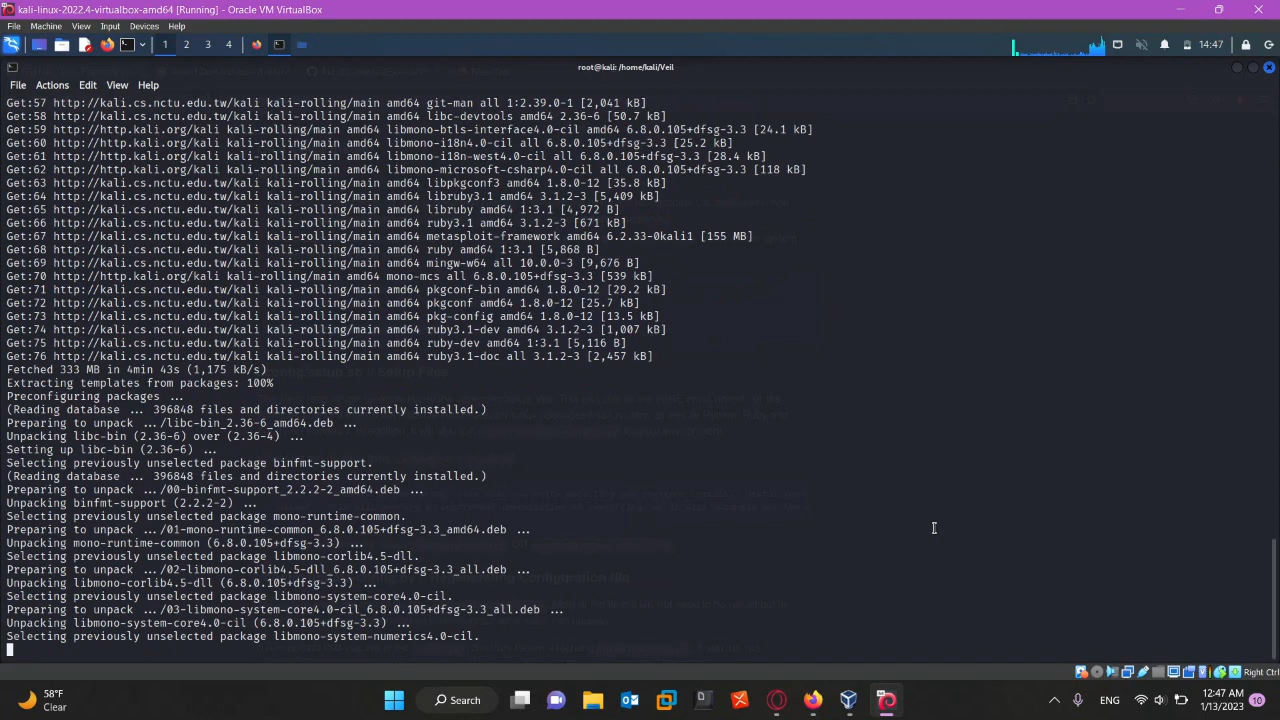 kali-linux-2022.4-virtualbox-amd64 [Running] - Oracle VM VirtualBox
File Machine View Input Devices Help
1 2 3 4 14:47
root@kali: /home/kali/Veil
File Actions Edit View Help
Get:57 http://kali.cs.nctu.edu.tw/kali kali-rolling/main amd64 git-man all 1:2.39.0-1 [2,041 kB]
Get:58 http://kali.cs.nctu.edu.tw/kali kali-rolling/main amd64 libc-devtools amd64 2.36-6 [50.7 kB]
Get:59 http://http.kali.org/kali kali-rolling/main amd64 libmono-btls-interface4.0-cil amd64 6.8.0.105+dfsg-3.3 [24.1 kB]
Get:60 http://http.kali.org/kali kali-rolling/main amd64 libmono-i18n4.0-cil all 6.8.0.105+dfsg-3.3 [25.2 kB]
Get:61 http://http.kali.org/kali kali-rolling/main amd64 libmono-i18n-west4.0-cil all 6.8.0.105+dfsg-3.3 [28.4 kB]
Get:62 http://http.kali.org/kali kali-rolling/main amd64 libmono-microsoft-csharp4.0-cil all 6.8.0.105+dfsg-3.3 [118 kB]
Get:63 http://kali.cs.nctu.edu.tw/kali kali-rolling/main amd64 libpkgconf3 amd64 1.8.0-12 [35.8 kB]
Get:64 http://kali.cs.nctu.edu.tw/kali kali-rolling/main amd64 libruby3.1 amd64 3.1.2-3 [5,409 kB]
Get:65 http://kali.cs.nctu.edu.tw/kali kali-rolling/main amd64 libruby amd64 1:3.1 [4,972 B]
Get:66 http://kali.cs.nctu.edu.tw/kali kali-rolling/main amd64 ruby3.1 amd64 3.1.2-3 [671 kB]
Get:67 http://http.kali.org/kali kali-rolling/main amd64 metasploit-framework amd64 6.2.33-0kali1 [155 MB]
Get:68 http://kali.cs.nctu.edu.tw/kali kali-rolling/main amd64 ruby amd64 1:3.1 [5,868 B]
Get:69 http://kali.cs.nctu.edu.tw/kali kali-rolling/main amd64 mingw-w64 all 10.0.0-3 [9,676 B]
Get:70 http://http.kali.org/kali kali-rolling/main amd64 mono-mcs all 6.8.0.105+dfsg-3.3 [539 kB]
Get:71 http://kali.cs.nctu.edu.tw/kali kali-rolling/main amd64 pkgconf-bin amd64 1.8.0-12 [29.2 kB]
Get:72 http://kali.cs.nctu.edu.tw/kali kali-rolling/main amd64 pkgconf amd64 1.8.0-12 [25.7 kB]
Get:73 http://kali.cs.nctu.edu.tw/kali kali-rolling/main amd64 pkg-config amd64 1.8.0-12 [13.5 kB]
Get:74 http://kali.cs.nctu.edu.tw/kali kali-rolling/main amd64 ruby3.1-dev amd64 3.1.2-3 [1,007 kB]
Get:75 http://kali.cs.nctu.edu.tw/kali kali-rolling/main amd64 ruby-dev amd64 1:3.1 [5,116 B]
Get:76 http://kali.cs.nctu.edu.tw/kali kali-rolling/main amd64 ruby3.1-doc all 3.1.2-3 [2,457 kB]
Fetched 333 MB in 4min 43s (1,175 kB/s)
Extracting templates from packages: 100%
Preconfiguring packages ...
(Reading database ... 396848 files and directories currently installed.)
Preparing to unpack .../libc-bin_2.36-6_amd64.deb ...
Unpacking libc-bin (2.36-6) over (2.36-4) ...
Setting up libc-bin (2.36-6) ...
Selecting previously unselected package binfmt-support.
(Reading database ... 396848 files and directories currently installed.)
Preparing to unpack .../00-binfmt-support_2.2.2-2_amd64.deb ...
Unpacking binfmt-support (2.2.2-2) ...
Selecting previously unselected package mono-runtime-common.
Preparing to unpack .../01-mono-runtime-common_6.8.0.105+dfsg-3.3_amd64.deb ...
Unpacking mono-runtime-common (6.8.0.105+dfsg-3.3) ...
Selecting previously unselected package libmono-corlib4.5-dll.
Preparing to unpack .../02-libmono-corlib4.5-dll_6.8.0.105+dfsg-3.3_all.deb ...
Unpacking libmono-corlib4.5-dll (6.8.0.105+dfsg-3.3) ...
Selecting previously unselected package libmono-system-core4.0-cil.
Preparing to unpack .../03-libmono-system-core4.0-cil_6.8.0.105+dfsg-3.3_all.deb ...
Unpacking libmono-system-core4.0-cil (6.8.0.105+dfsg-3.3) ...
Selecting previously unselected package libmono-system-numerics4.0-cil.
Right Ctrl
58°F
Clear
Search
ENG
12:47 AM
1/13/2023
10